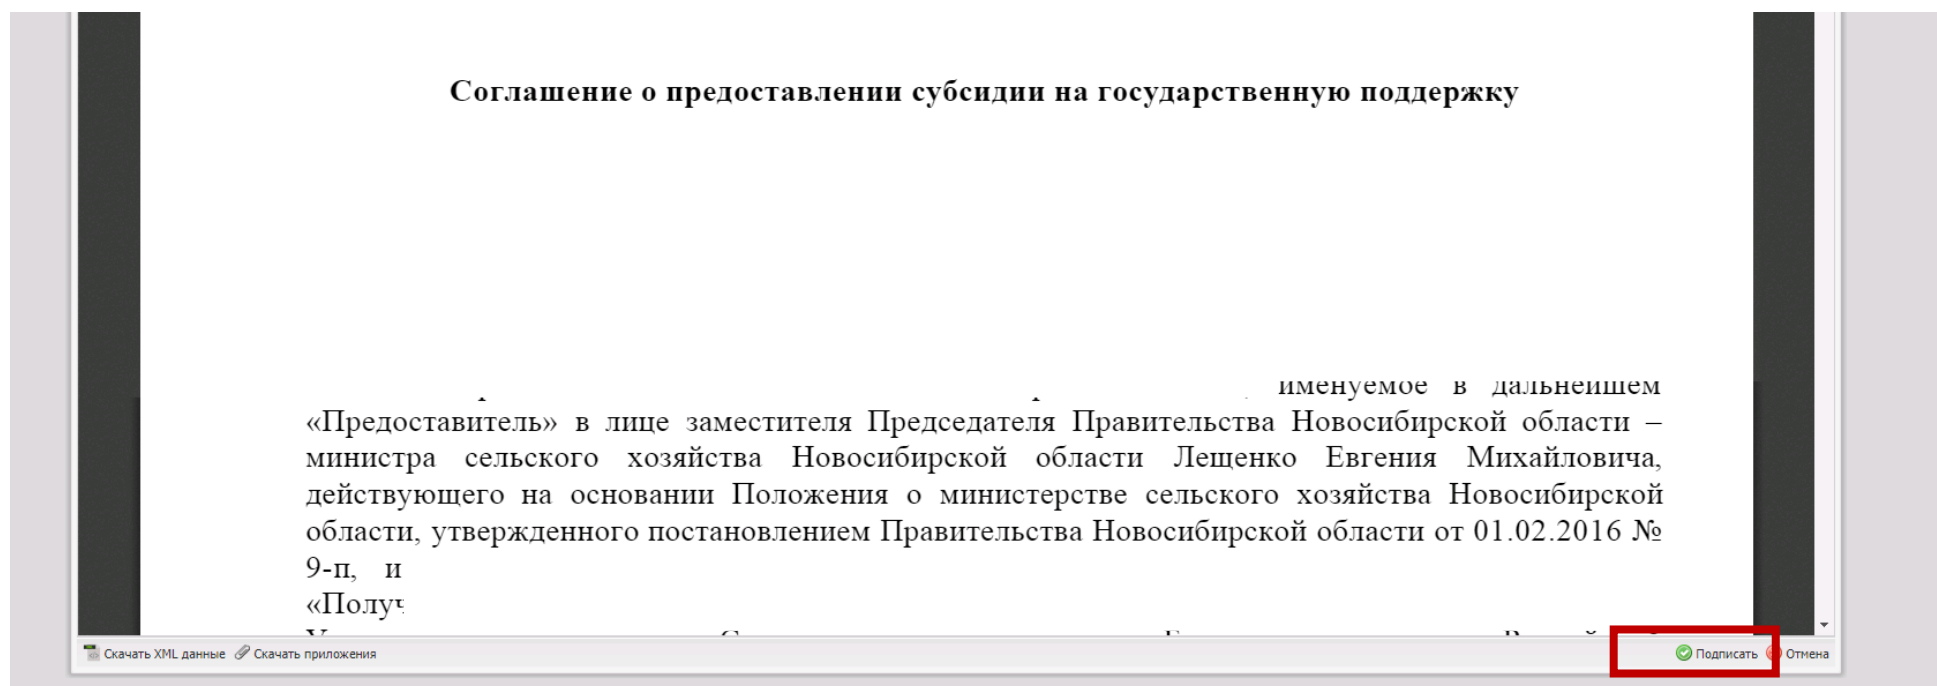 Соглашение о предоставлении субсидии на государственную поддержку
именуемое в дальнейшем
«Предоставитель» в лице заместителя Председателя Правительства Новосибирской области –
министра сельского хозяйства Новосибирской области Лещенко Евгения Михайловича,
действующего на основании Положения о министерстве сельского хозяйства Новосибирской
области, утвержденного постановлением Правительства Новосибирской области от 01.02.2016 №
9-п, и
«Получ
Скачать XML данные Скачать приложения Подписать Отмена